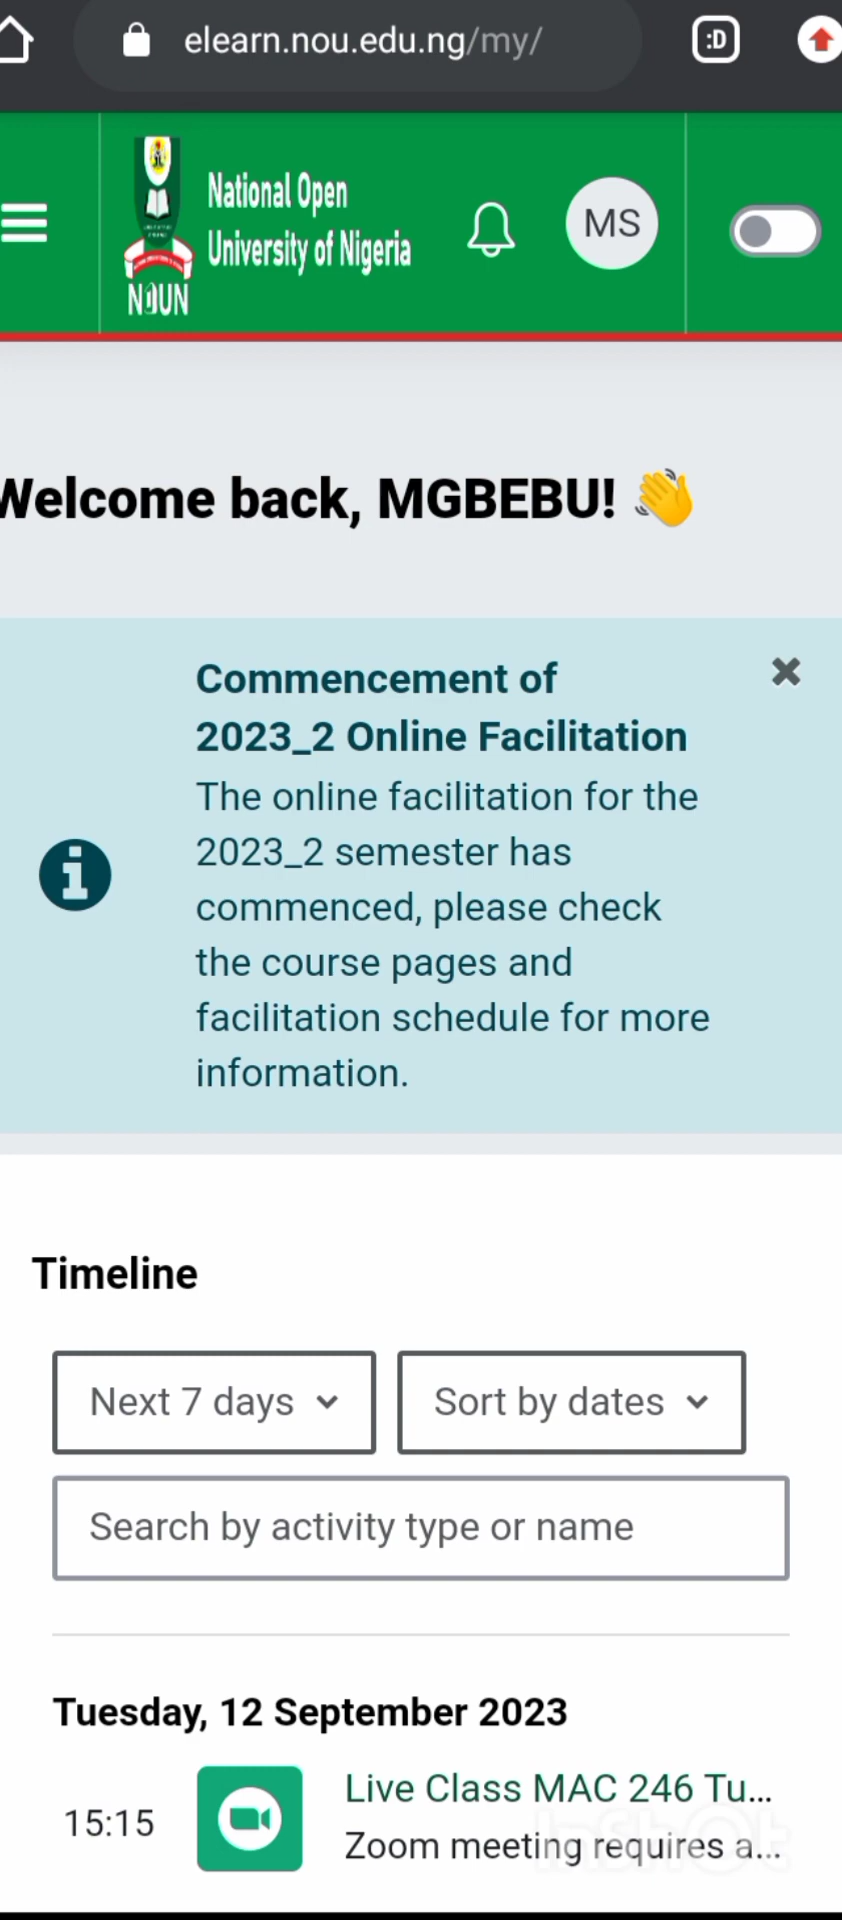 elearn.nou.edu.ng/my/
:D
National Open
University of Nigeria
NOUN
MS
Welcome back, MGBEBU! 👋
Commencement of
2023_2 Online Facilitation
The online facilitation for the
2023_2 semester has
commenced, please check
the course pages and
facilitation schedule for more
information.
Timeline
Next 7 days
Sort by dates
Search by activity type or name
Tuesday, 12 September 2023
15:15
Live Class MAC 246 Tu...
Zoom meeting requires a...
InShOt